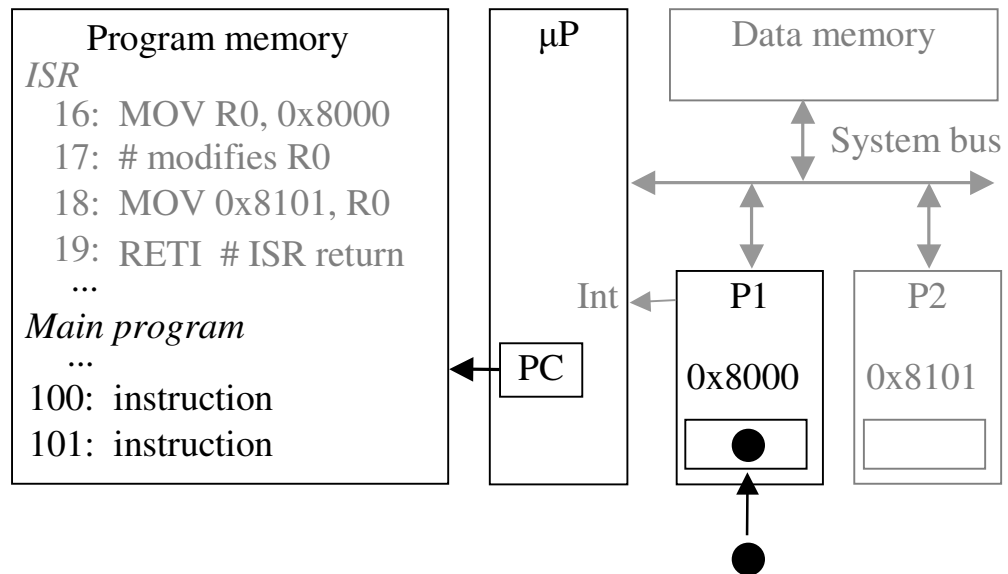 Program memory
ISR
16: MOV R0, 0x8000
17: # modifies R0
18: MOV 0x8101, R0
19: RETI # ISR return
...
Main program
...
100: instruction
101: instruction
μP
PC
Data memory
System bus
Int
P1
0x8000
P2
0x8101